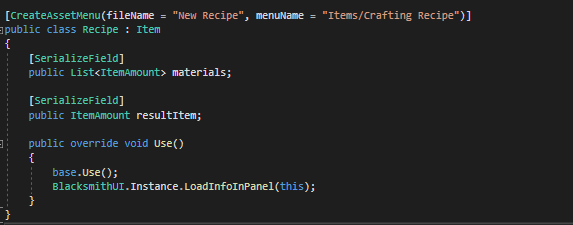 [CreateAssetMenu(fileName = "New Recipe", menuName = "Items/Crafting Recipe")]
public class Recipe : Item
{
    [SerializeField]
    public List<ItemAmount> materials;

    [SerializeField]
    public ItemAmount resultItem;

    public override void Use()
    {
        base.Use();
        BlacksmithUI.Instance.LoadInfoInPanel(this);
    }
}